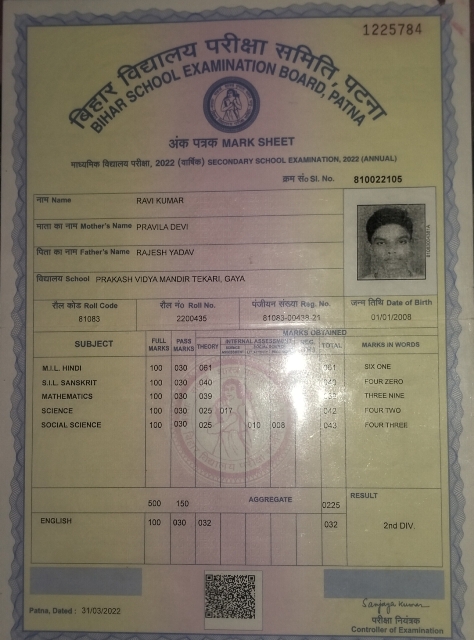 1225784
बिहार विद्यालय परीक्षा समिति, पटना
BIHAR SCHOOL EXAMINATION BOARD, PATNA
अंक पत्रक MARK SHEET
माध्यमिक विद्यालय परीक्षा, 2022 (वार्षिक) SECONDARY SCHOOL EXAMINATION, 2022 (ANNUAL)
क्रम सं० Sl. No. 810022105
नाम Name RAVI KUMAR
माता का नाम Mother's Name PRAVILA DEVI
पिता का नाम Father's Name RAJESH YADAV
विद्यालय School PRAKASH VIDYA MANDIR TEKARI, GAYA
रौल कोड Roll Code रौल नं० Roll No. पंजीयन संख्या Reg. No. जन्म तिथि Date of Birth
81083 2200435 81083-00438-21 01/01/2008
MARKS OBTAINED
SUBJECT FULL MARKS PASS MARKS THEORY INTERNAL ASSESSMENT TOTAL MARKS IN WORDS
M.I.L. HINDI 100 030 061 061 SIX ONE
S.I.L. SANSKRIT 100 030 040 FOUR ZERO
MATHEMATICS 100 030 039 THREE NINE
SCIENCE 100 030 025 017 042 FOUR TWO
SOCIAL SCIENCE 100 030 025 010 008 043 FOUR THREE
500 150 AGGREGATE 0225 RESULT
ENGLISH 100 030 032 032 2nd DIV.
Patna, Dated : 31/03/2022
Sanjay Kumar
परीक्षा नियंत्रक
Controller of Examination